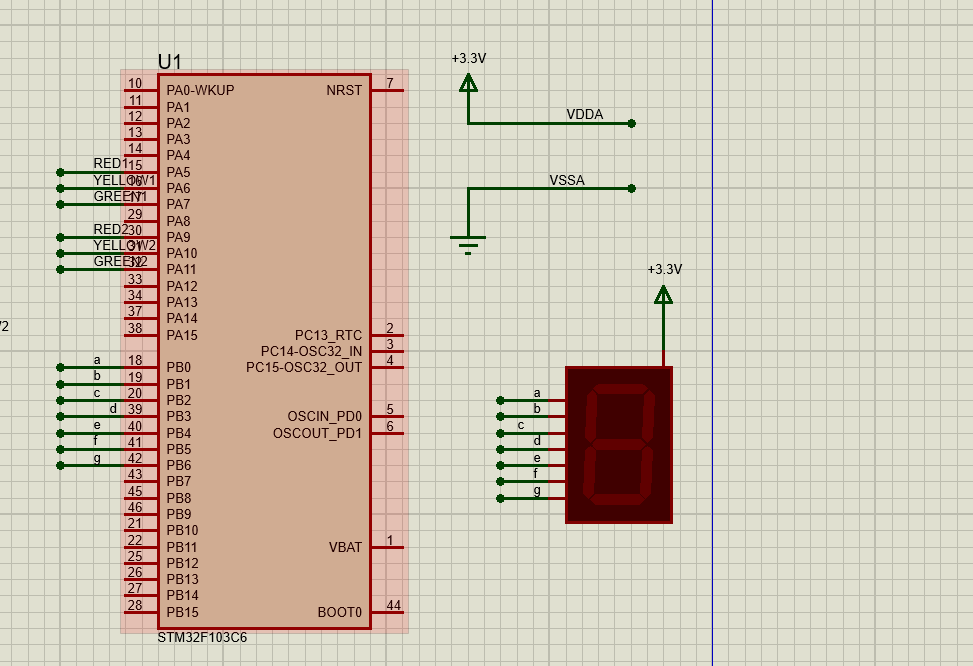 U1
10 PA0-WKUP NRST 7
11 PA1
12 PA2
13 PA3
14 PA4
RED1 15 PA5
YELLOW1 16 PA6
GREEN1 17 PA7
29 PA8
RED2 30 PA9
YELLOW2 31 PA10
GREEN2 32 PA11
33 PA12
34 PA13
37 PA14
38 PA15 PC13_RTC 2
PC14-OSC32_IN 3
a 18 PB0 PC15-OSC32_OUT 4
b 19 PB1
c 20 PB2
d 39 PB3 OSCIN_PD0 5
e 40 PB4 OSCOUT_PD1 6
f 41 PB5
g 42 PB6
43 PB7
45 PB8
46 PB9
21 PB10
22 PB11 VBAT 1
25 PB12
26 PB13
27 PB14
28 PB15 BOOT0 44
STM32F103C6
+3.3V
VDDA
VSSA
+3.3V
a
b
c
d
e
f
g